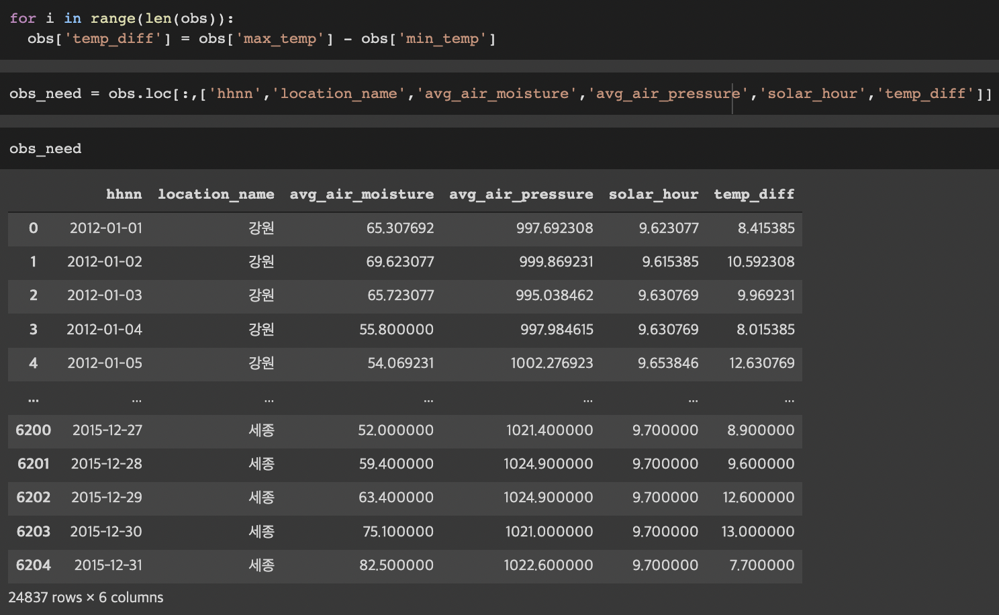 for i in range(len(obs)):
  obs['temp_diff'] = obs['max_temp'] - obs['min_temp']
obs_need = obs.loc[:,['hhnn','location_name','avg_air_moisture','avg_air_pressure','solar_hour','temp_diff']]
obs_need
hhnn location_name avg_air_moisture avg_air_pressure solar_hour temp_diff
0 2012-01-01 강원 65.307692 997.692308 9.623077 8.415385
1 2012-01-02 강원 69.623077 999.869231 9.615385 10.592308
2 2012-01-03 강원 65.723077 995.038462 9.630769 9.969231
3 2012-01-04 강원 55.800000 997.984615 9.630769 8.015385
4 2012-01-05 강원 54.069231 1002.276923 9.653846 12.630769
... ... ... ... ... ... ...
6200 2015-12-27 세종 52.000000 1021.400000 9.700000 8.900000
6201 2015-12-28 세종 59.400000 1024.900000 9.700000 9.600000
6202 2015-12-29 세종 63.400000 1024.900000 9.700000 12.600000
6203 2015-12-30 세종 75.100000 1021.000000 9.700000 13.000000
6204 2015-12-31 세종 82.500000 1022.600000 9.700000 7.700000
24837 rows × 6 columns